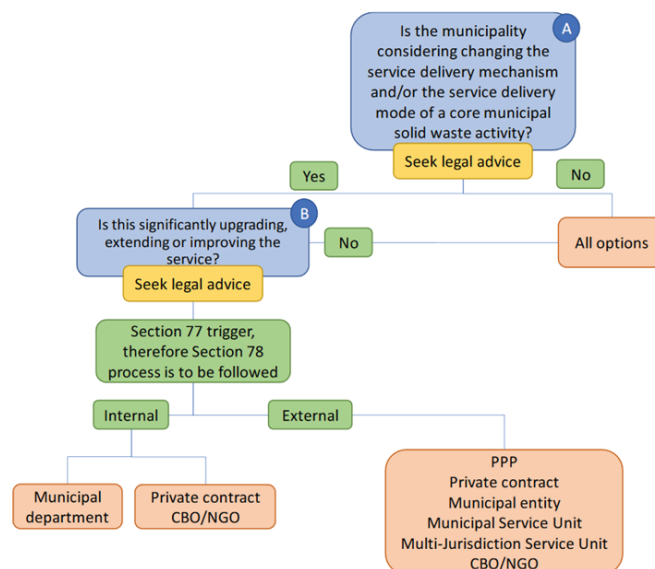 A
Is the municipality
considering changing the
service delivery mechanism
and/or the service delivery
mode of a core municipal
solid waste activity?
Seek legal advice
Yes
No
B
Is this significantly upgrading,
extending or improving the
service?
No
All options
Seek legal advice
Section 77 trigger,
therefore Section 78
process is to be followed
Internal
External
Municipal
department
Private contract
CBO/NGO
PPP
Private contract
Municipal entity
Municipal Service Unit
Multi-Jurisdiction Service Unit
CBO/NGO